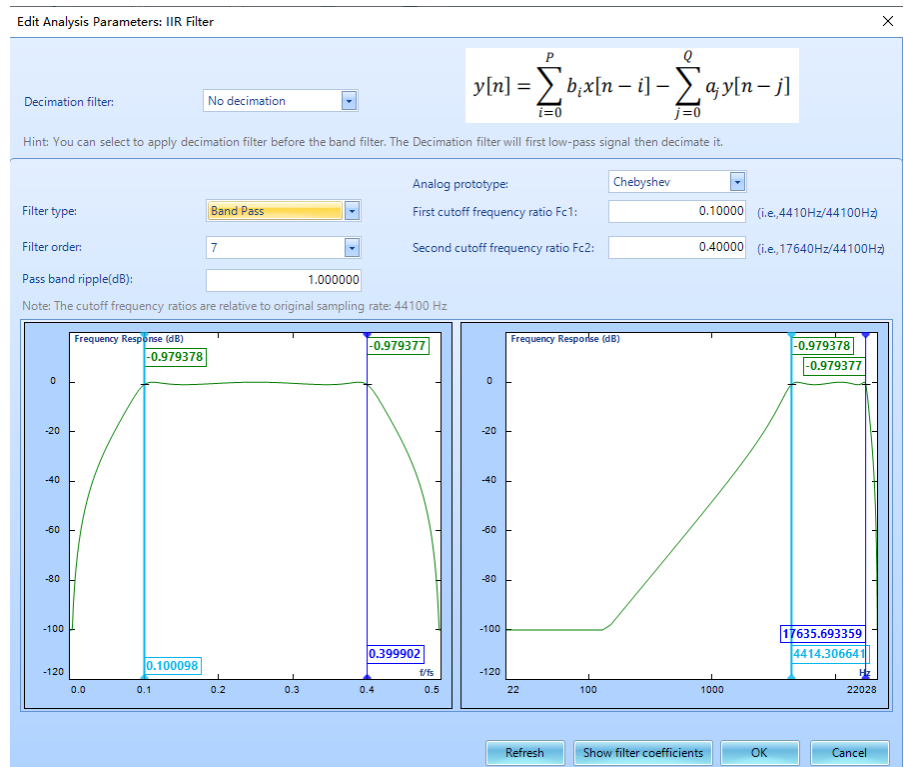 Edit Analysis Parameters: IIR Filter
Decimation filter:
No decimation
y[n] = \sum_{i=0}^{P} b_i x[n − i] − \sum_{j=0}^{Q} a_j y[n − j]
Hint: You can select to apply decimation filter before the band filter. The Decimation filter will first low-pass signal then decimate it.
Analog prototype:
Chebyshev
Filter type:
Band Pass
First cutoff frequency ratio Fc1:
0.10000
(i.e.,4410Hz/44100Hz)
Filter order:
7
Second cutoff frequency ratio Fc2:
0.40000
(i.e.,17640Hz/44100Hz)
Pass band ripple(dB):
1.000000
Note: The cutoff frequency ratios are relative to original sampling rate: 44100 Hz
Frequency Response (dB)
-0.979378
-0.979377
0
-20
-40
-60
-80
-100
-120
0.100098
0.399902
f/fs
0.0
0.1
0.2
0.3
0.4
0.5
Frequency Response (dB)
-0.979378
-0.979377
0
-20
-40
-60
-80
-100
-120
17635.693359
4414.306641
Hz
22
100
1000
22028
Refresh
Show filter coefficients
OK
Cancel